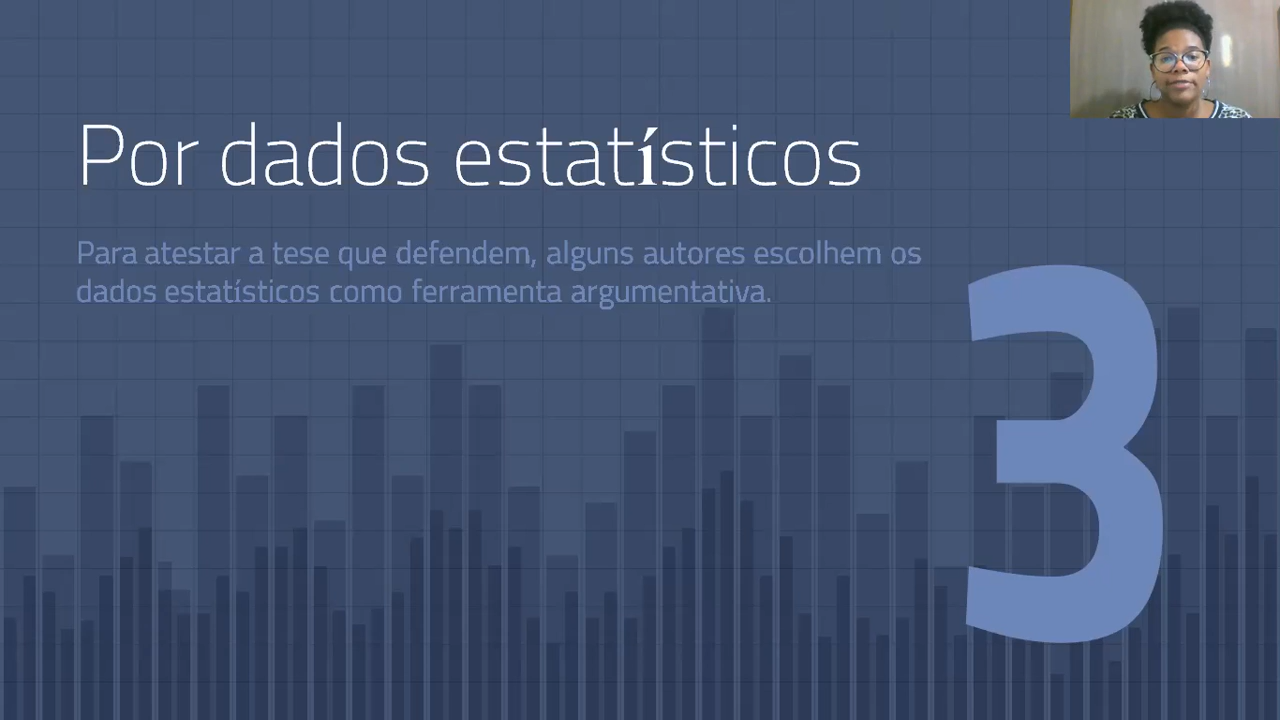 Por dados estatísticos
Para atestar a tese que defendem, alguns autores escolhem os
dados estatísticos como ferramenta argumentativa.
3